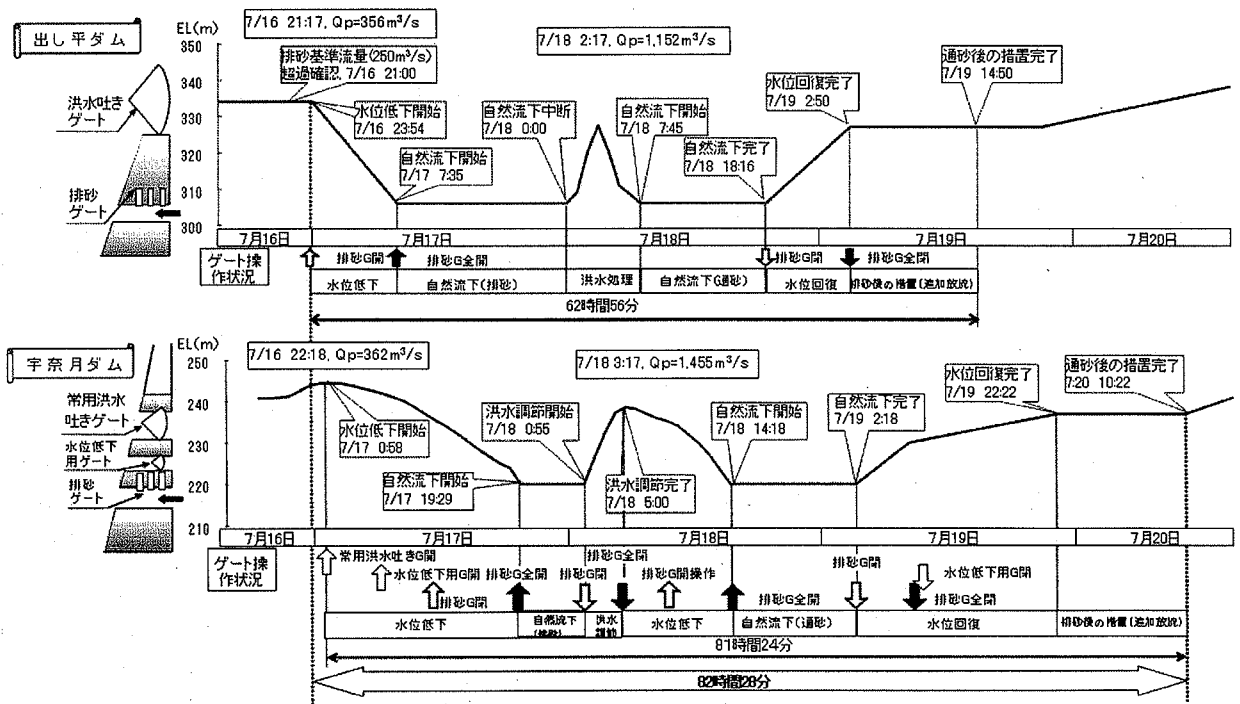 出し平ダム
EL(m)
7/16 21:17, Qp=356m³/s
7/18 2:17, Qp=1,152m³/s
350
340
330
320
310
300
洪水吐き
ゲート
排砂
ゲート
排砂基準流量(250m³/s)
超過確認, 7/16 21:00
水位低下開始
7/16 23:54
自然流下開始
7/17 7:35
自然流下中断
7/18 0:00
自然流下開始
7/18 7:45
自然流下完了
7/18 18:16
水位回復完了
7/19 2:50
通砂後の措置完了
7/19 14:50
7月16日
7月17日
7月18日
7月19日
7月20日
ゲート操
作状況
排砂G開
排砂G全開
排砂G閉
排砂G全閉
水位低下
自然流下(排砂)
洪水処理
自然流下(通砂)
水位回復
排砂後の措置(追加放流)
62時間56分
宇奈月ダム
EL(m)
7/16 22:18, Qp=362m³/s
7/18 3:17, Qp=1,455m³/s
250
240
230
220
210
常用洪水
吐きゲート
水位低下
用ゲート
排砂
ゲート
水位低下開始
7/17 0:58
自然流下開始
7/17 19:29
洪水調節開始
7/18 0:55
洪水調節完了
7/18 5:00
自然流下開始
7/18 14:18
自然流下完了
7/19 2:18
水位回復完了
7/19 22:22
通砂後の措置完了
7:20 10:22
7月16日
7月17日
7月18日
7月19日
7月20日
ゲート操
作状況
常用洪水吐きG開
水位低下用G開
排砂G開
排砂G全開
排砂G閉
排砂G全閉
排砂G開操作
排砂G全開
排砂G閉
水位低下用G閉
排砂G全閉
水位低下
自然流下
(排砂)
洪水
調節
水位低下
自然流下(通砂)
水位回復
排砂後の措置(追加放流)
81時間24分
82時間28分